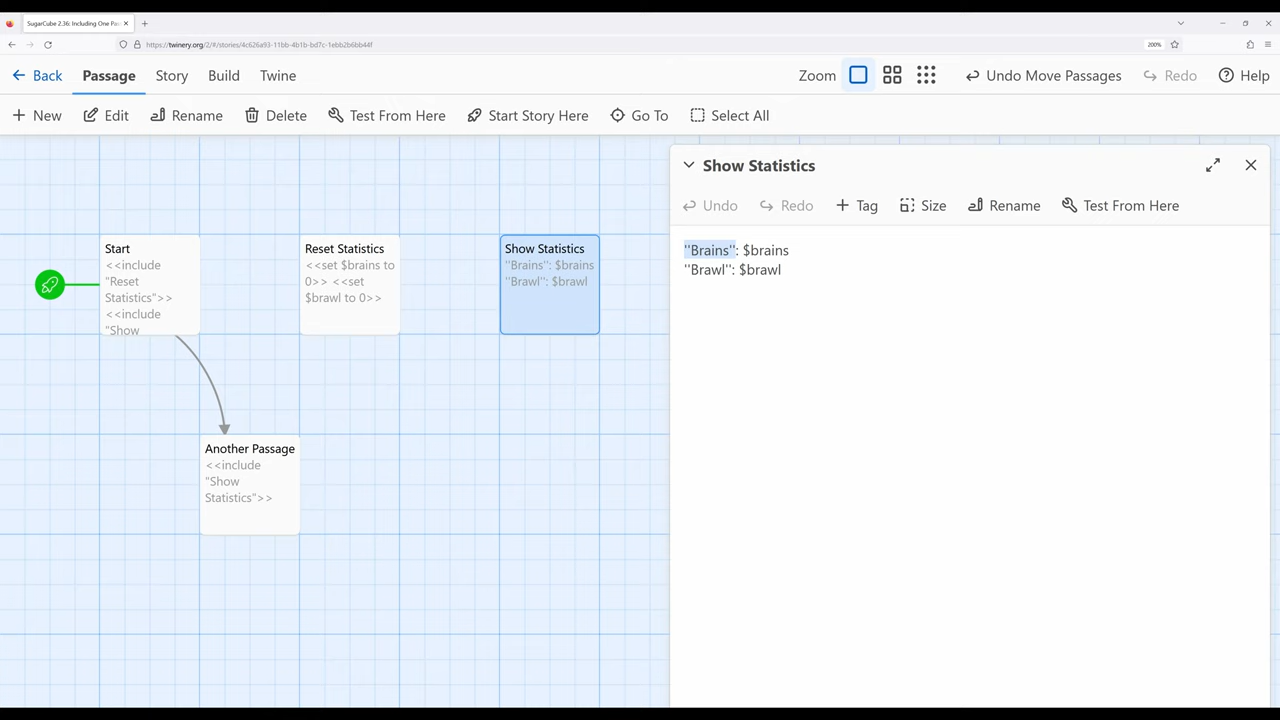 SugarCube 2.36: Including One Pa
https://twinery.org/2/#/stories/4c626a93-11bb-4b1b-bd7c-1ebb2b6bb44f
200%
Back Passage Story Build Twine Zoom Undo Move Passages Redo Help
New Edit Rename Delete Test From Here Start Story Here Go To Select All
Show Statistics
Undo Redo Tag Size Rename Test From Here
''Brains'': $brains
''Brawl'': $brawl
Start
<<include
"Reset
Statistics">>
<<include
"Show
Reset Statistics
<<set $brains to
0>> <<set
$brawl to 0>>
Show Statistics
''Brains'': $brains
''Brawl'': $brawl
Another Passage
<<include
"Show
Statistics">>